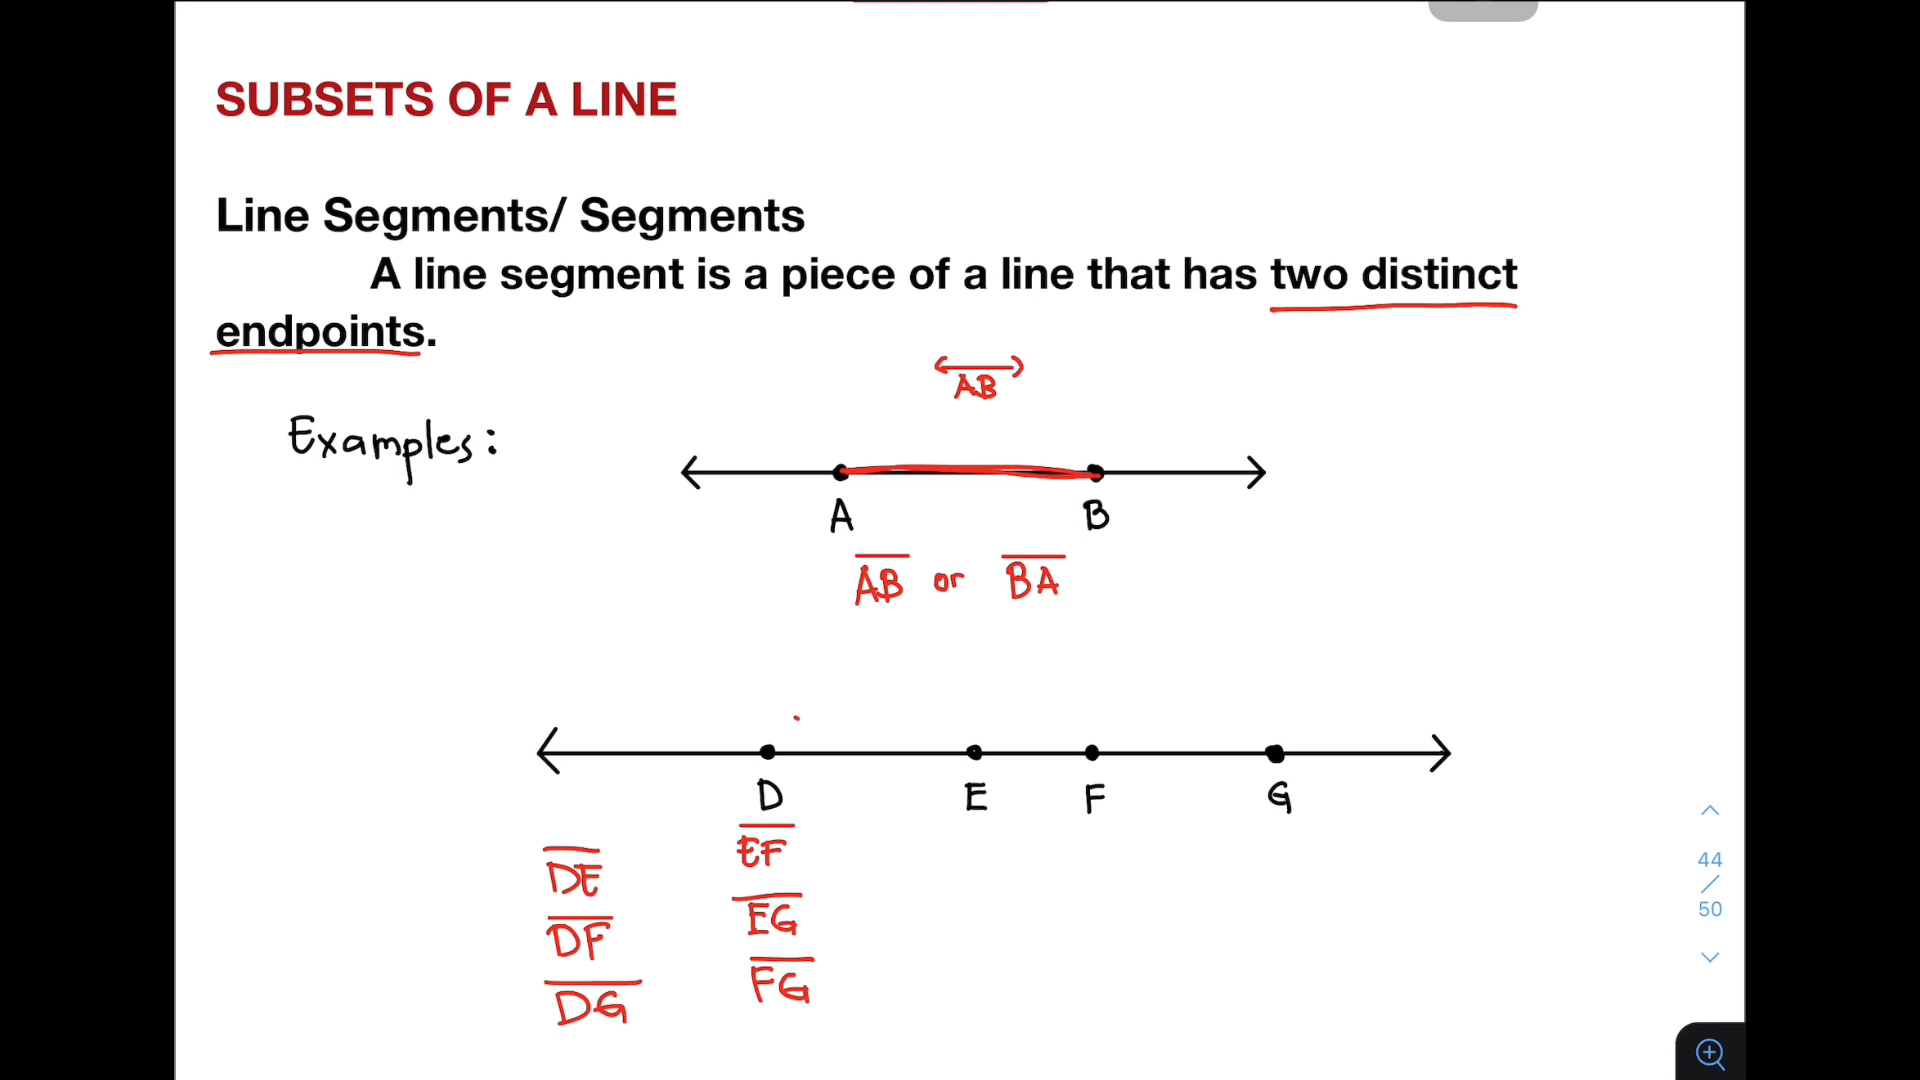 SUBSETS OF A LINE
Line Segments/ Segments
A line segment is a piece of a line that has two distinct
endpoints.
AB
Examples:
A B
AB or BA
D E F G
DE EF
DF EG
DG FG
44
/
50